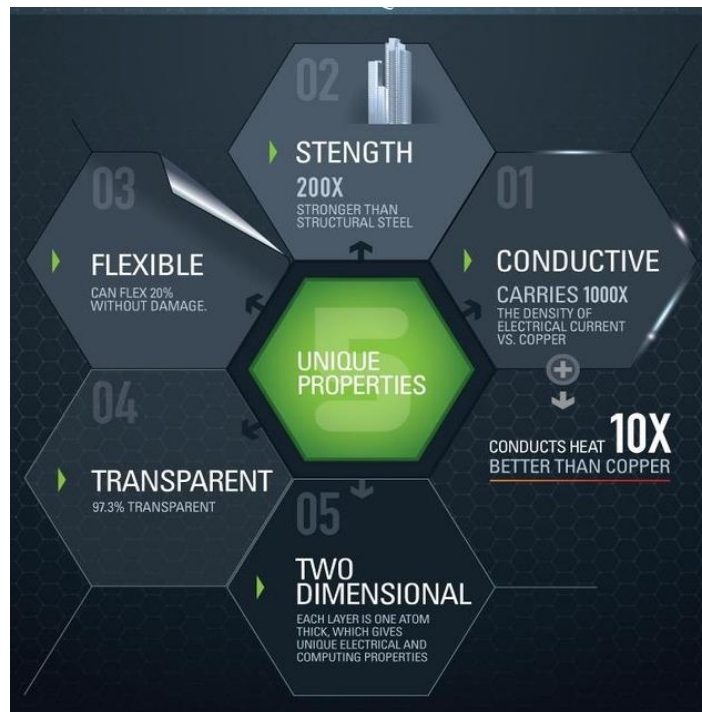 02
STENGTH
200X
STRONGER THAN
STRUCTURAL STEEL
03
FLEXIBLE
CAN FLEX 20%
WITHOUT DAMAGE.
01
CONDUCTIVE
CARRIES 1000X
THE DENSITY OF
ELECTRICAL CURRENT
VS. COPPER
CONDUCTS HEAT 10X
BETTER THAN COPPER
5
UNIQUE
PROPERTIES
04
TRANSPARENT
97.3% TRANSPARENT
05
TWO
DIMENSIONAL
EACH LAYER IS ONE ATOM
THICK, WHICH GIVES
UNIQUE ELECTRICAL AND
COMPUTING PROPERTIES